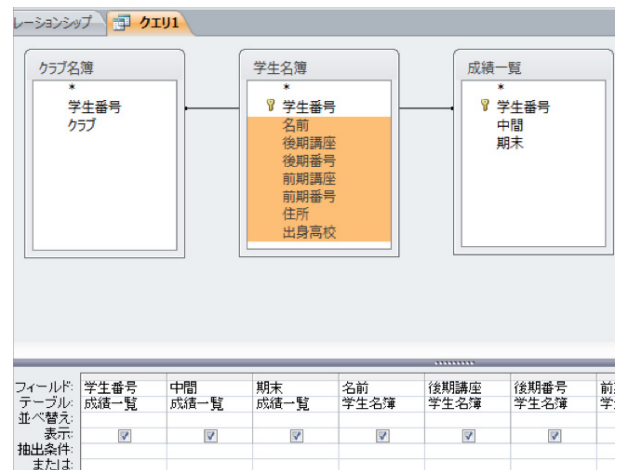 レーションシップ クエリ1
クラブ名簿
*
学生番号
クラブ
学生名簿
*
学生番号
名前
後期講座
後期番号
前期講座
前期番号
住所
出身高校
成績一覧
*
学生番号
中間
期末
フィールド: 学生番号 中間 期末 名前 後期講座 後期番号 前
テーブル: 成績一覧 成績一覧 成績一覧 学生名簿 学生名簿 学生名簿 学
並べ替え:
表示:
抽出条件:
または: